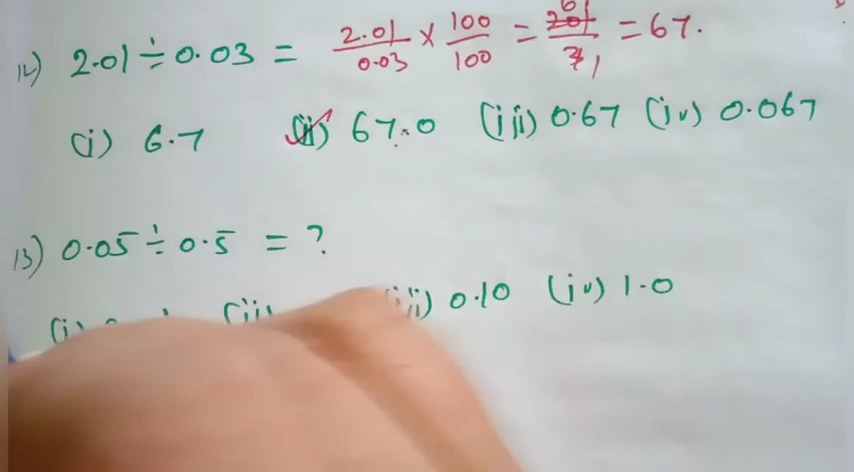 12) 2.01 ÷ 0.03 = 2.01/0.03 × 100/100 = 201/3 = 67.
(i) 6.7 (ii) 67.0 (iii) 0.67 (iv) 0.067
13) 0.05 ÷ 0.5 = ?
(i) (ii) 0.10 (iv) 1.0